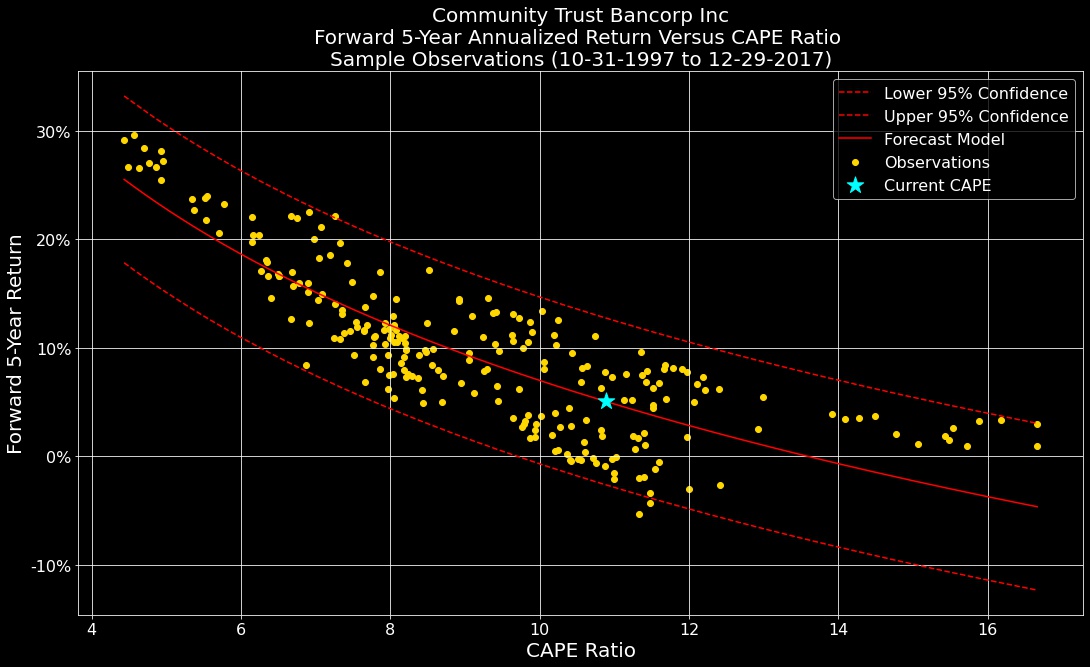 Community Trust Bancorp Inc
Forward 5-Year Annualized Return Versus CAPE Ratio
Sample Observations (10-31-1997 to 12-29-2017)
Lower 95% Confidence
Upper 95% Confidence
Forecast Model
Observations
Current CAPE
Forward 5-Year Return
30%
20%
10%
0%
-10%
4 6 8 10 12 14 16
CAPE Ratio